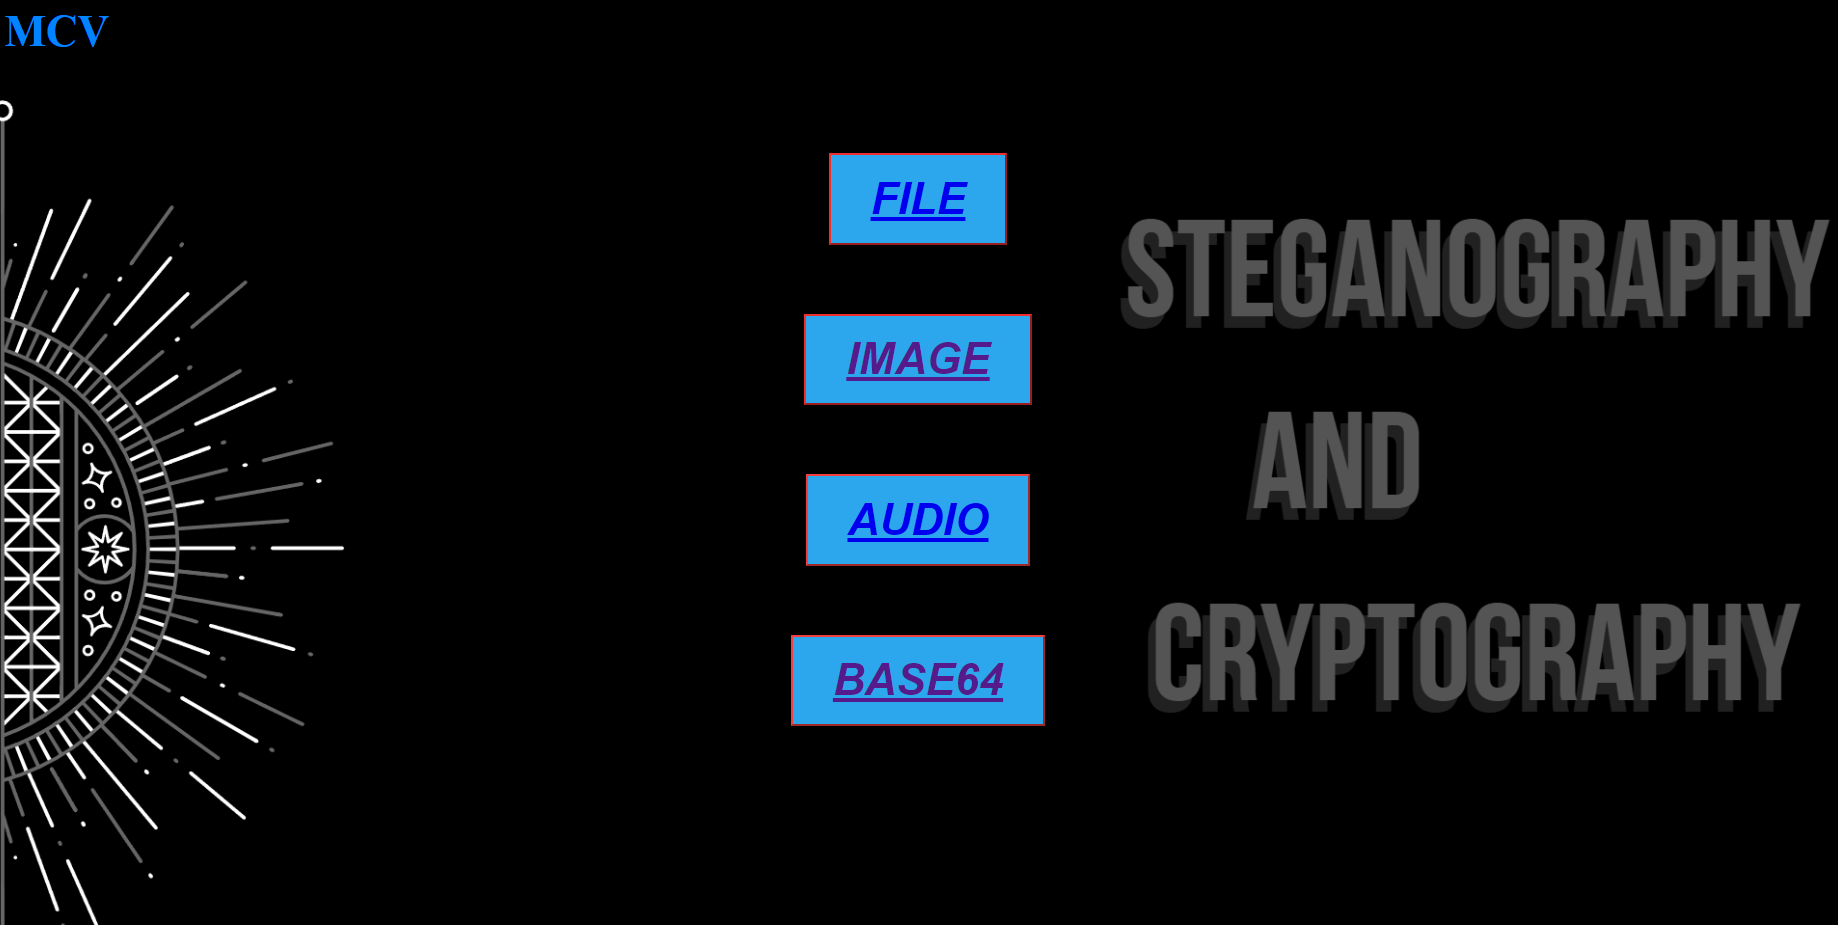 MCV
FILE
IMAGE
AUDIO
BASE64
STEGANOGRAPHY
AND
CRYPTOGRAPHY